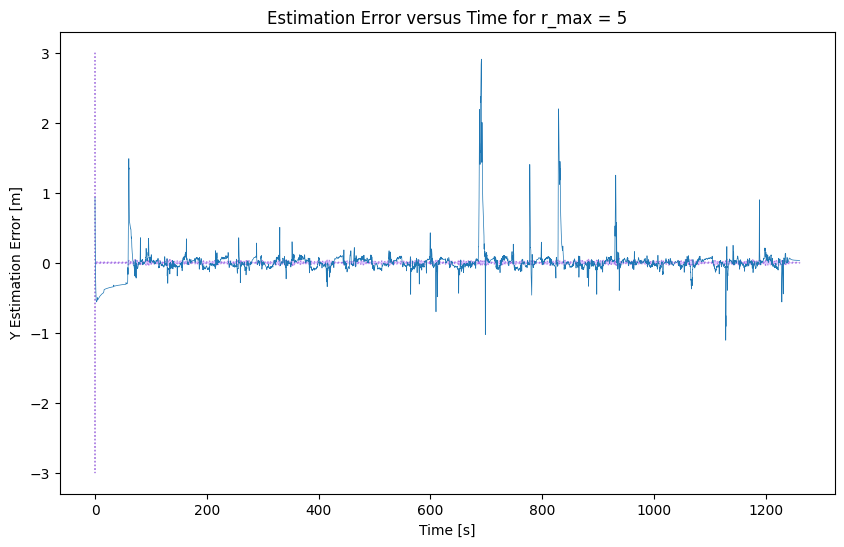 Estimation Error versus Time for r_max = 5
Y Estimation Error [m]
3
2
1
0
−1
−2
−3
0 200 400 600 800 1000 1200
Time [s]